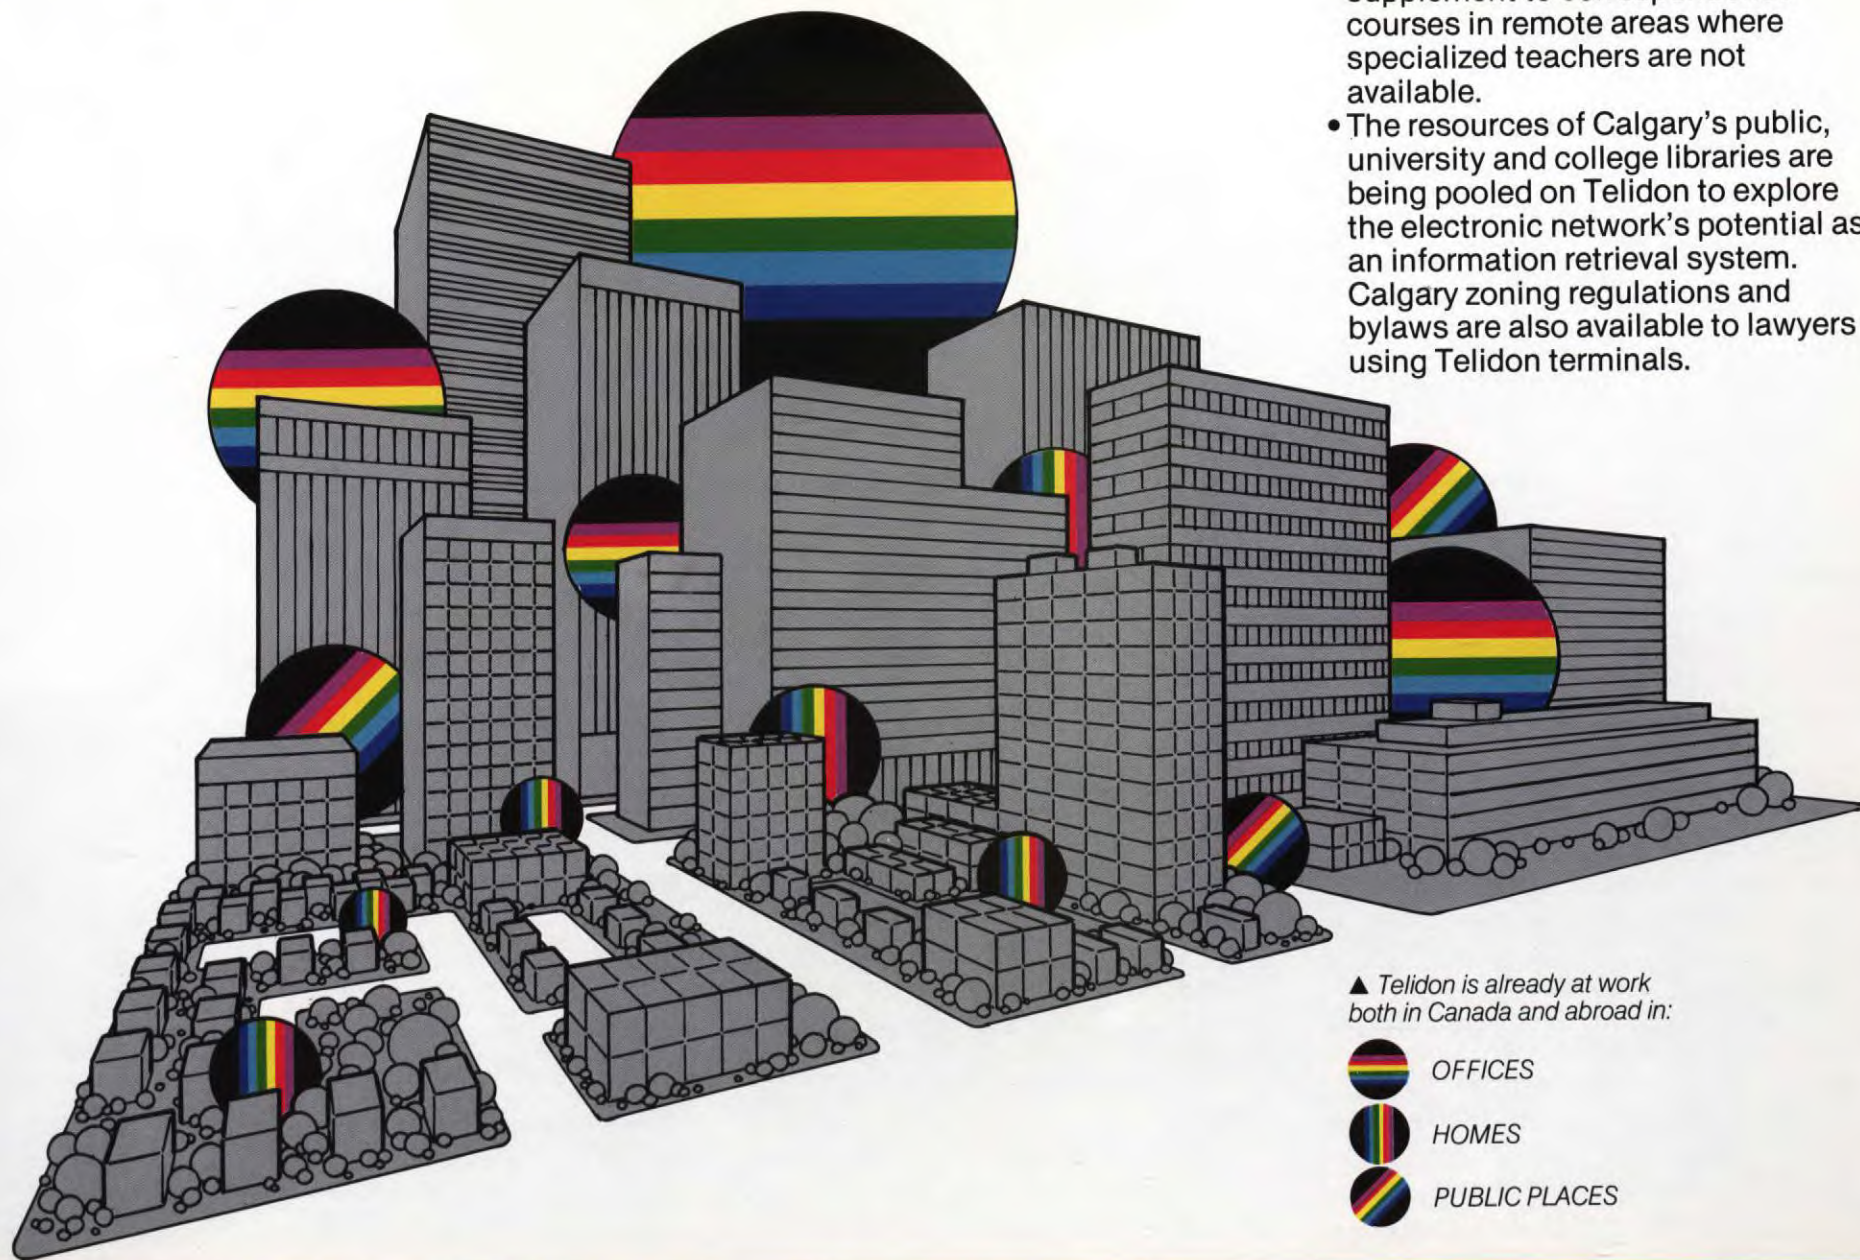 courses in remote areas where
specialized teachers are not
available.
• The resources of Calgary's public,
university and college libraries are
being pooled on Telidon to explore
the electronic network's potential as
an information retrieval system.
Calgary zoning regulations and
bylaws are also available to lawyers
using Telidon terminals.
▲ Telidon is already at work
both in Canada and abroad in:
OFFICES
HOMES
PUBLIC PLACES